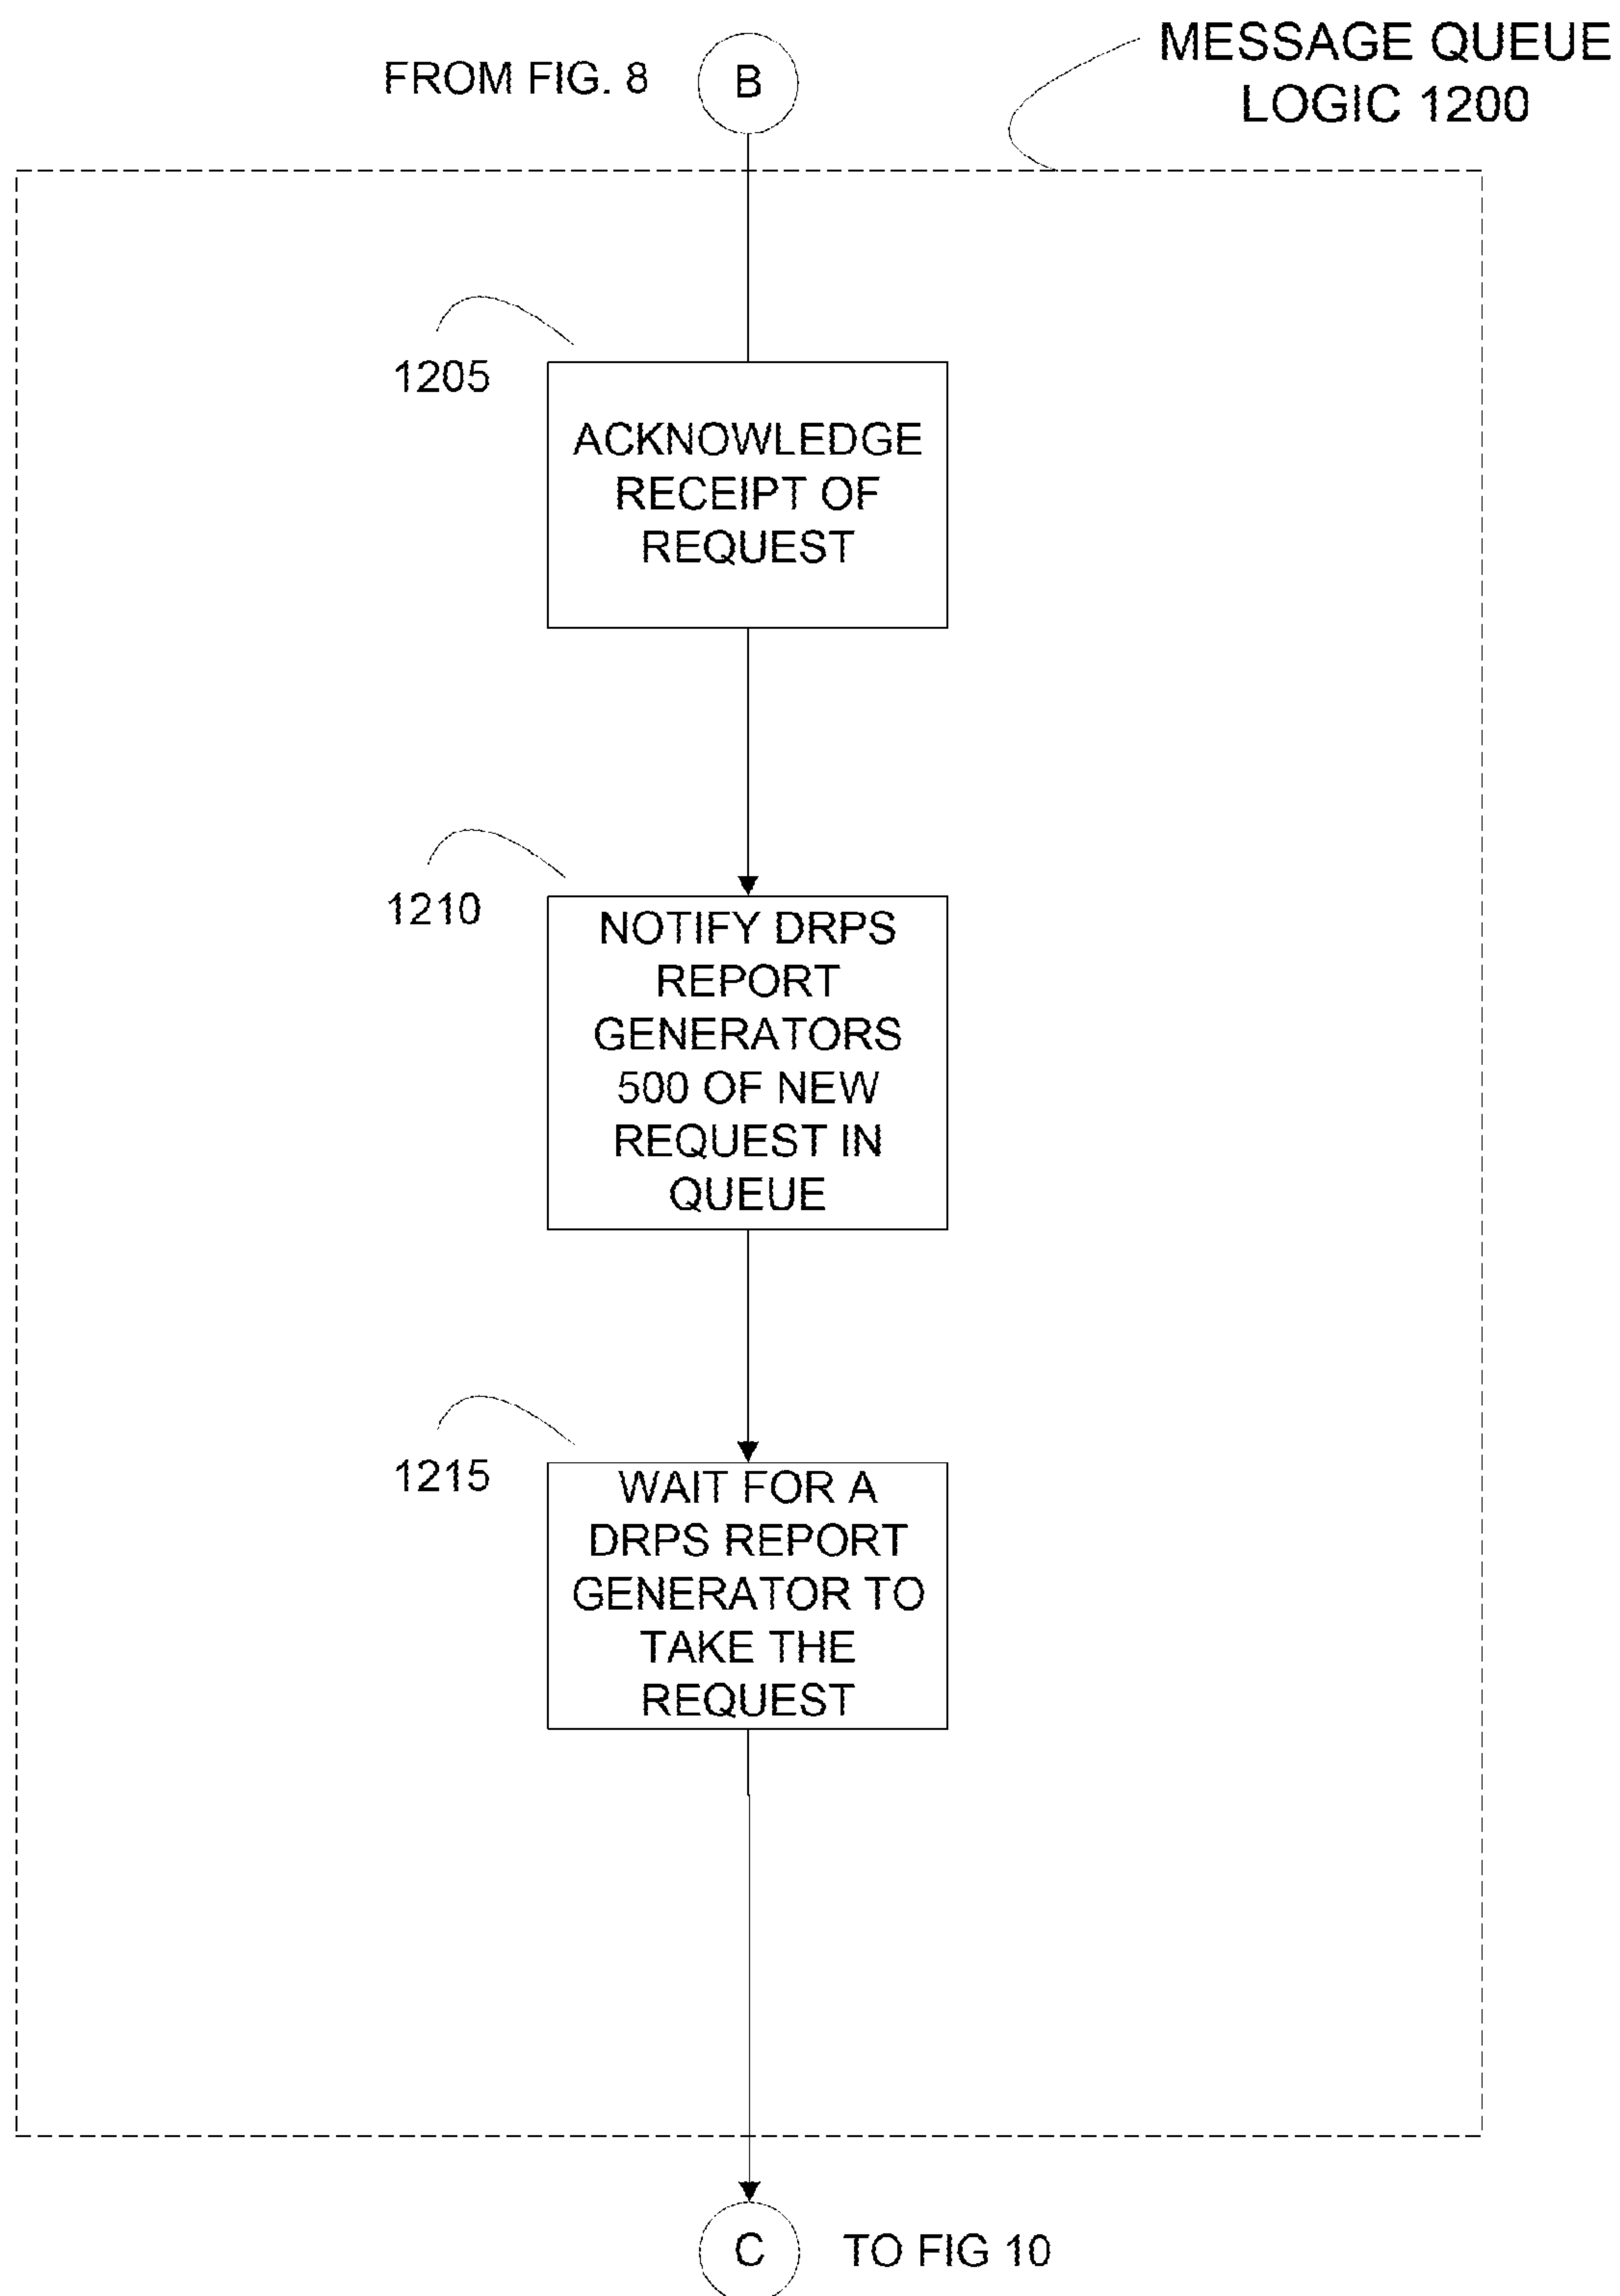 MESSAGE QUEUE
LOGIC 1200
FROM FIG. 8
B
1205
ACKNOWLEDGE
RECEIPT OF
REQUEST
1210
NOTIFY DRPS
REPORT
GENERATORS
500 OF NEW
REQUEST IN
QUEUE
1215
WAIT FOR A
DRPS REPORT
GENERATOR TO
TAKE THE
REQUEST
C
TO FIG 10